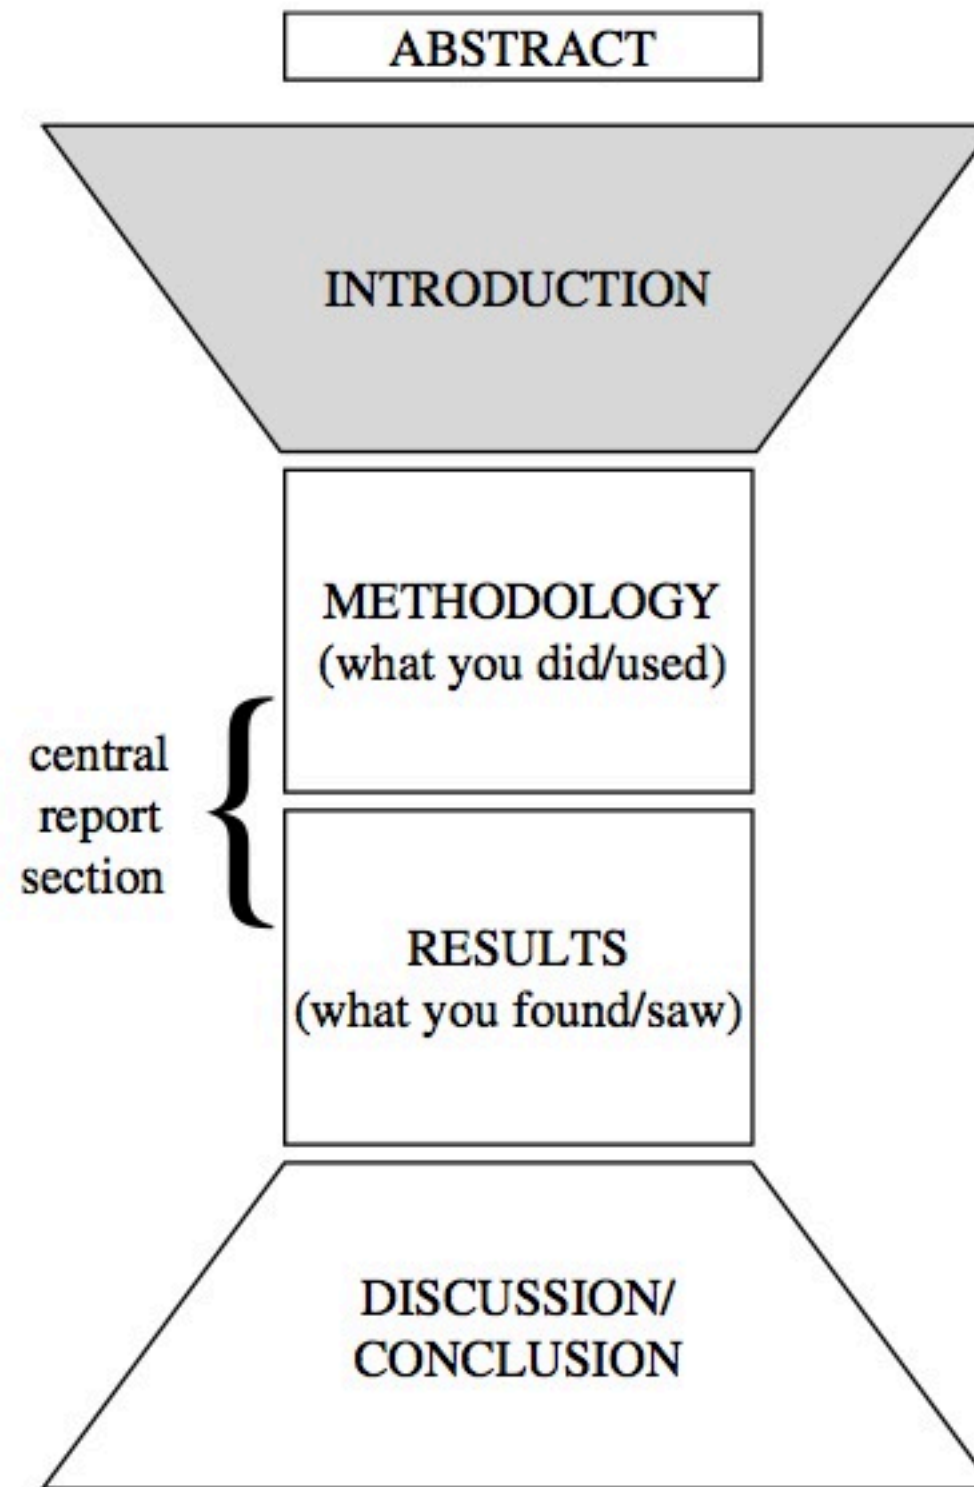 ABSTRACT
INTRODUCTION
METHODOLOGY
(what you did/used)
central
report
section
RESULTS
(what you found/saw)
DISCUSSION/
CONCLUSION